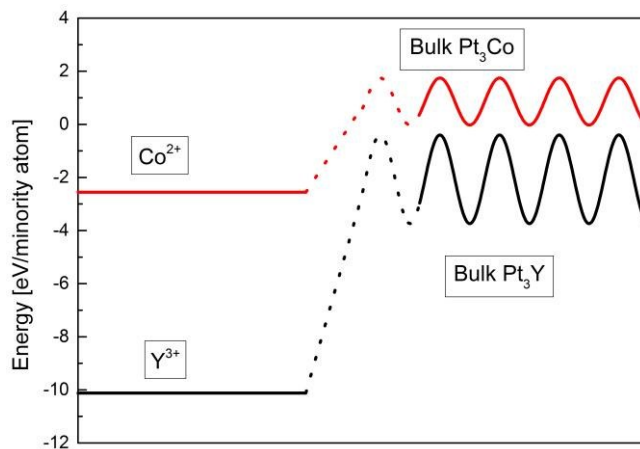 4
2
0
-2
-4
-6
-8
-10
-12
Energy [eV/minority atom]
Bulk Pt₃Co
Co²⁺
Bulk Pt₃Y
Y³⁺